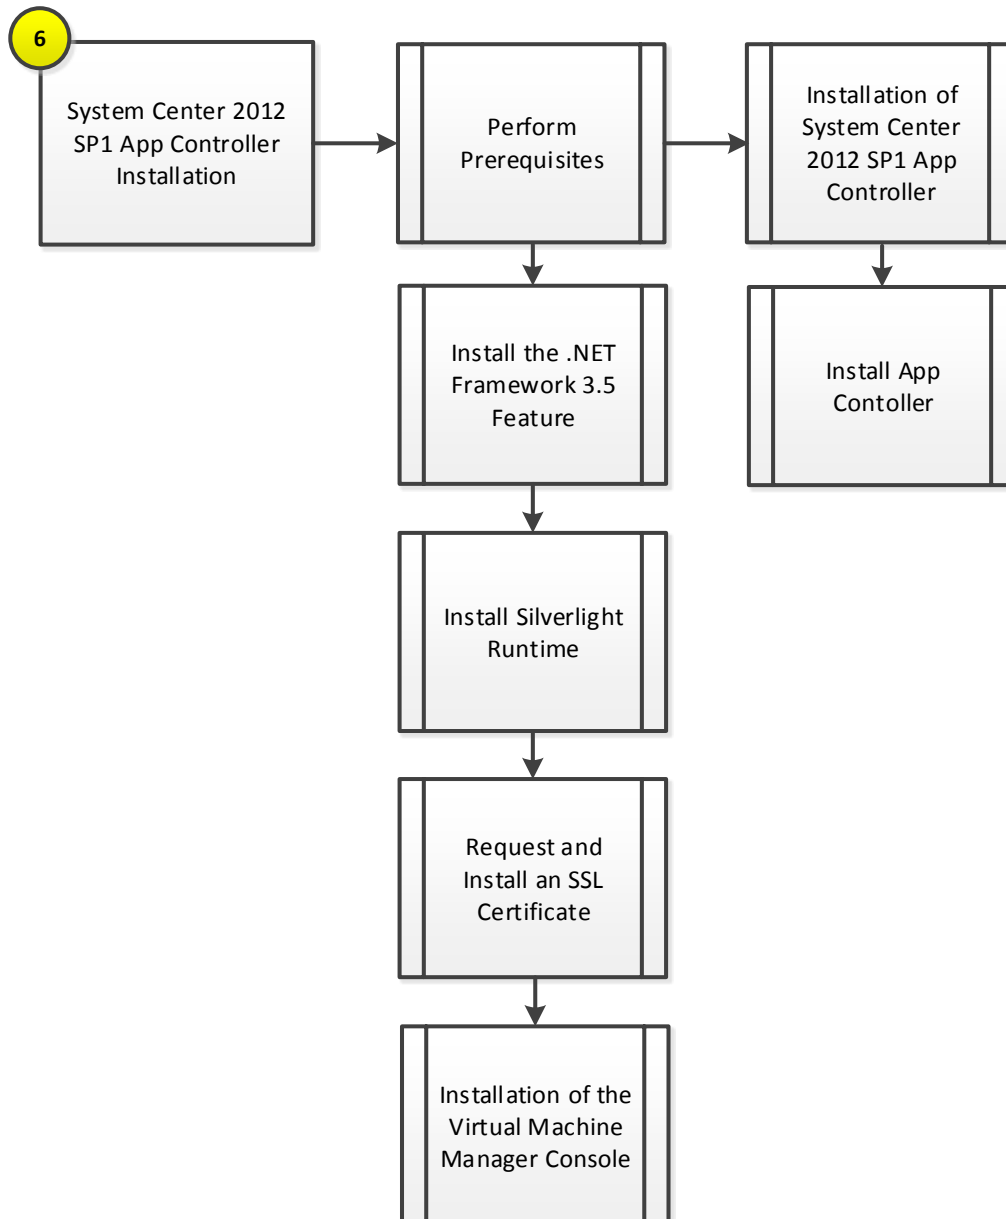 6
System Center 2012
SP1 App Controller
Installation
Perform
Prerequisites
Installation of
System Center
2012 SP1 App
Controller
Install the .NET
Framework 3.5
Feature
Install App
Contoller
Install Silverlight
Runtime
Request and
Install an SSL
Certificate
Installation of the
Virtual Machine
Manager Console